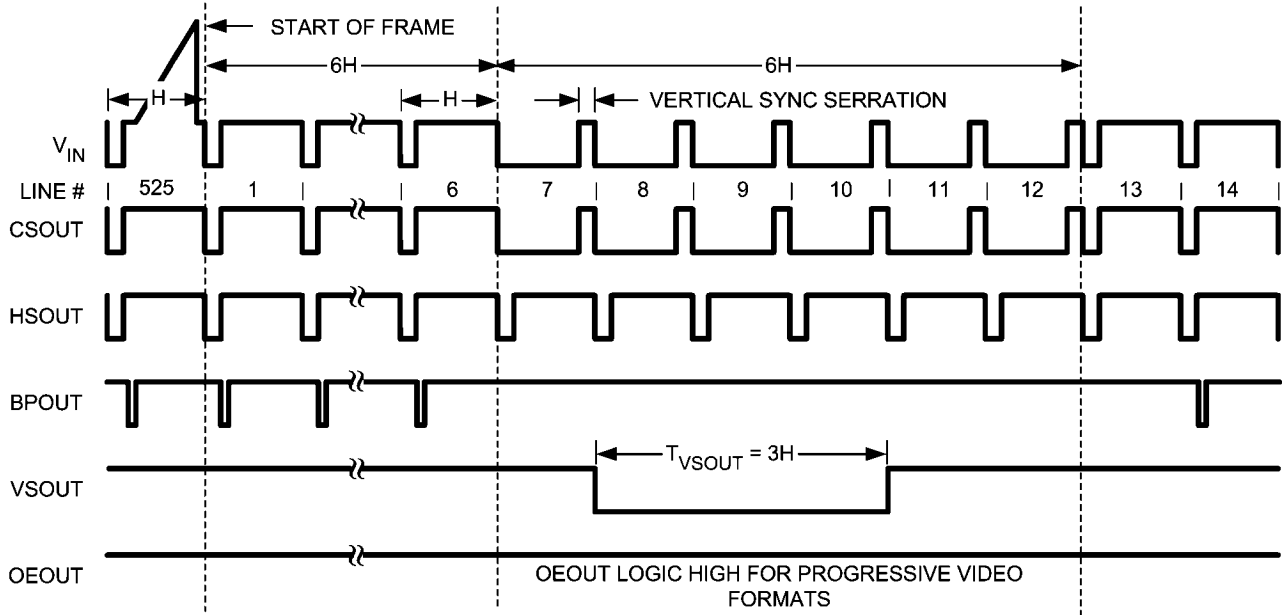 START OF FRAME
6H
6H
H
H
VERTICAL SYNC SERRATION
VIN
LINE # 525 1 6 7 8 9 10 11 12 13 14
CSOUT
HSOUT
BPOUT
TVSOUT = 3H
VSOUT
OEOUT
OEOUT LOGIC HIGH FOR PROGRESSIVE VIDEO
FORMATS